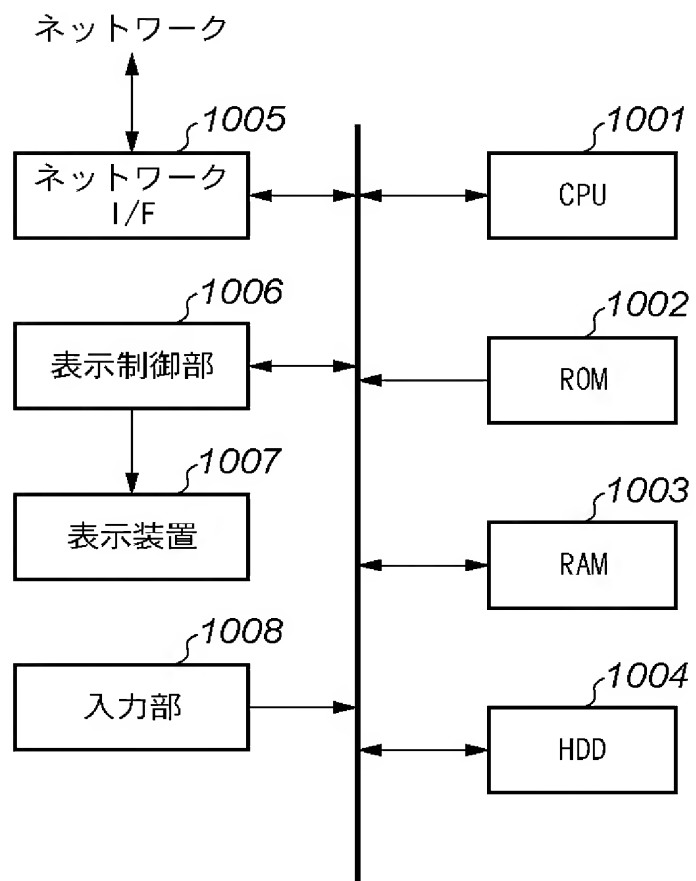 ネットワーク
1005
ネットワーク
I/F
1001
CPU
1006
表示制御部
1002
ROM
1007
表示装置
1003
RAM
1008
入力部
1004
HDD